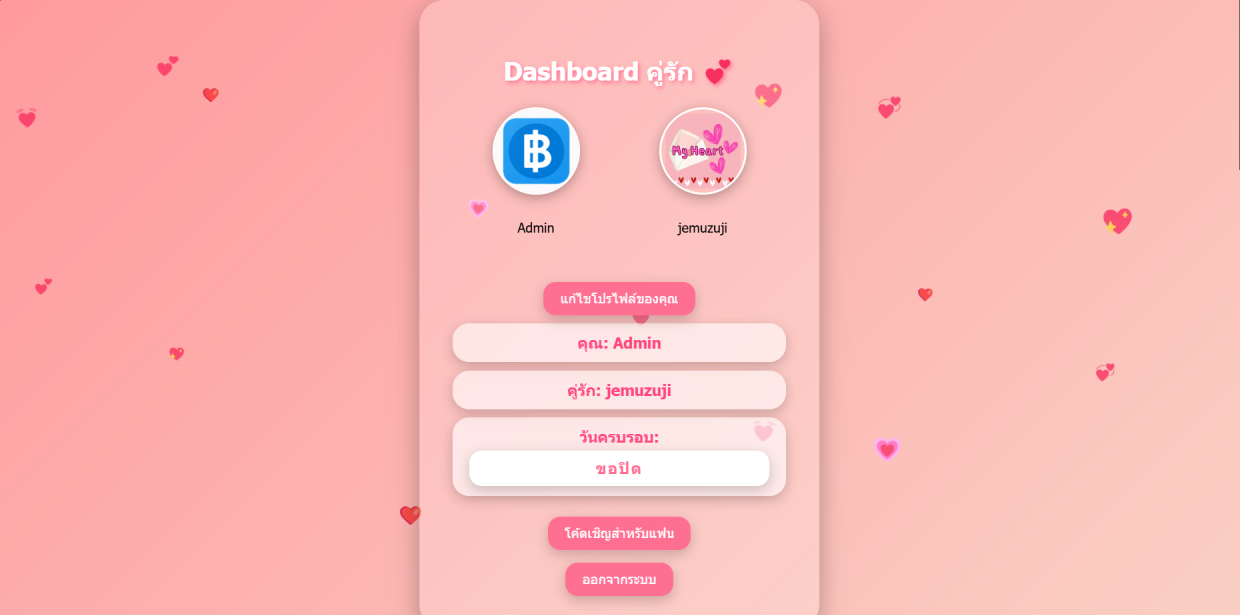 Dashboard คู่รัก
฿
My Heart
Admin
jemuzuji
แก้ไขโปรไฟล์ของคุณ
คุณ: Admin
คู่รัก: jemuzuji
วันครบรอบ:
ขอปิด
โค้ดเชิญสำหรับแฟน
ออกจากระบบ